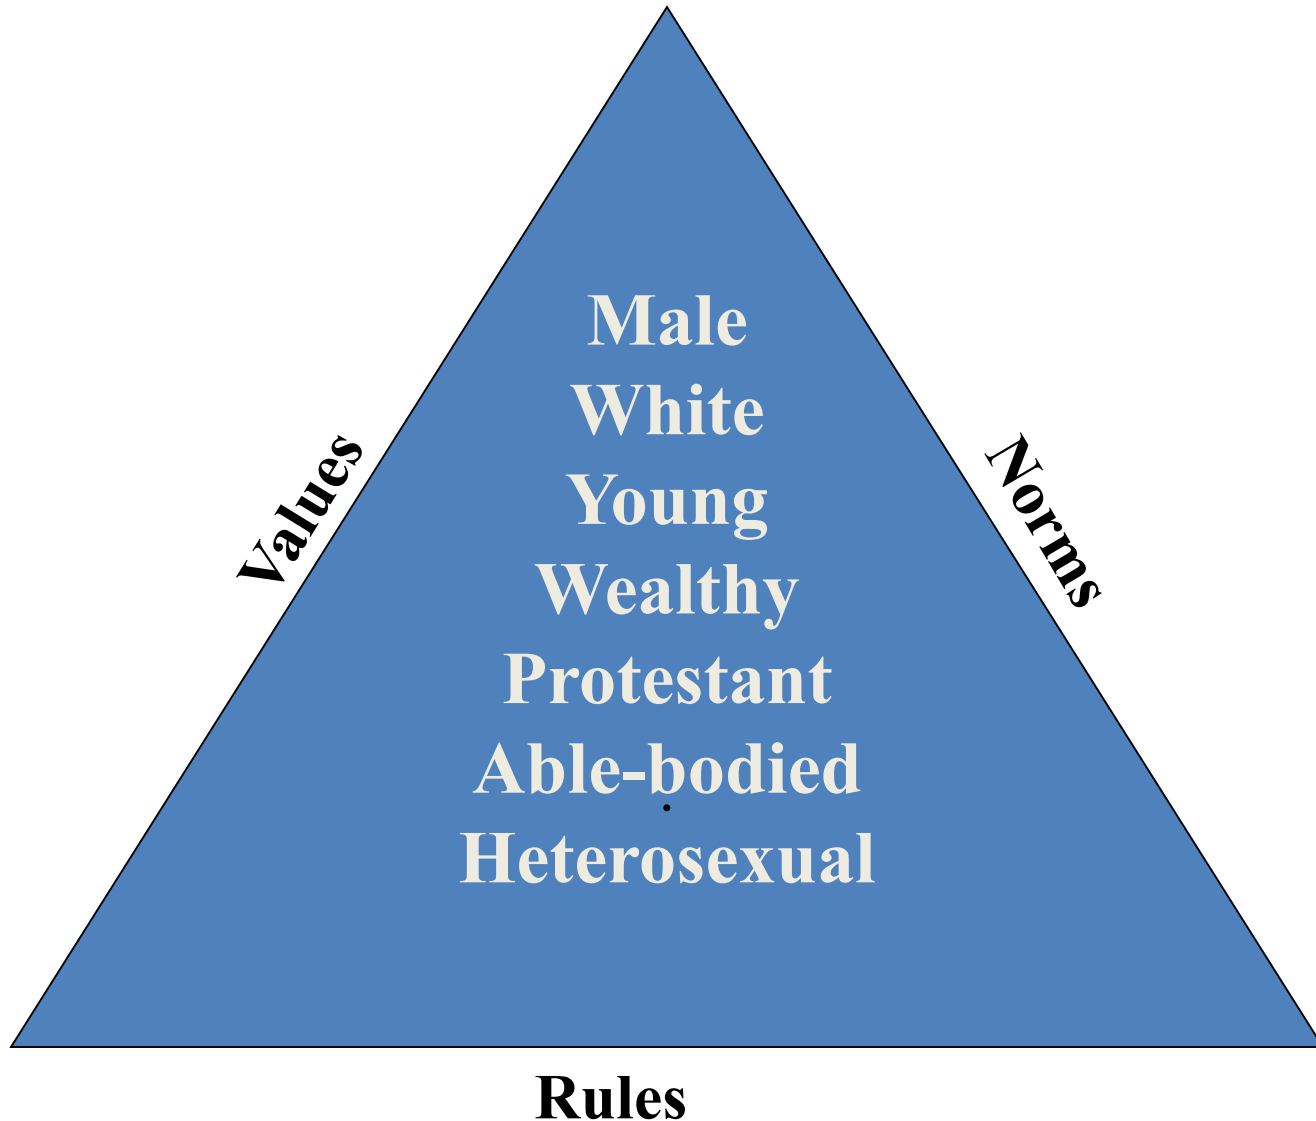 Male
White
Young
Wealthy
Protestant
Able-bodied
Heterosexual
Values
Norms
Rules